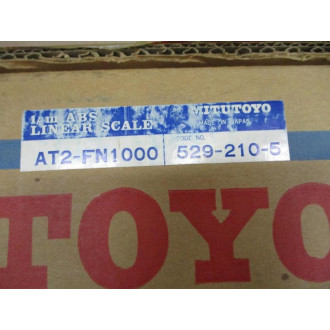 1μm ABS
LINEAR SCALE
MITUTOYO
MADE IN JAPAN
CODE NO.
AT2-FN1000
529-210-5
TOYO